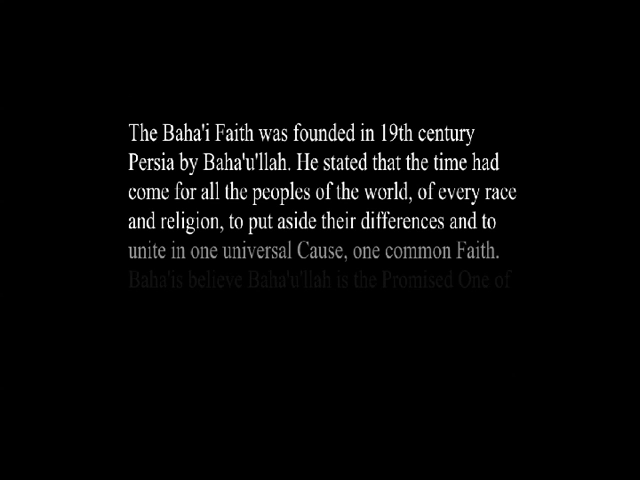 The Baha'i Faith was founded in 19th century
Persia by Baha'u'llah. He stated that the time had
come for all the peoples of the world, of every race
and religion, to put aside their differences and to
unite in one universal Cause, one common Faith.
Baha'is believe Baha'u'llah is the Promised One of